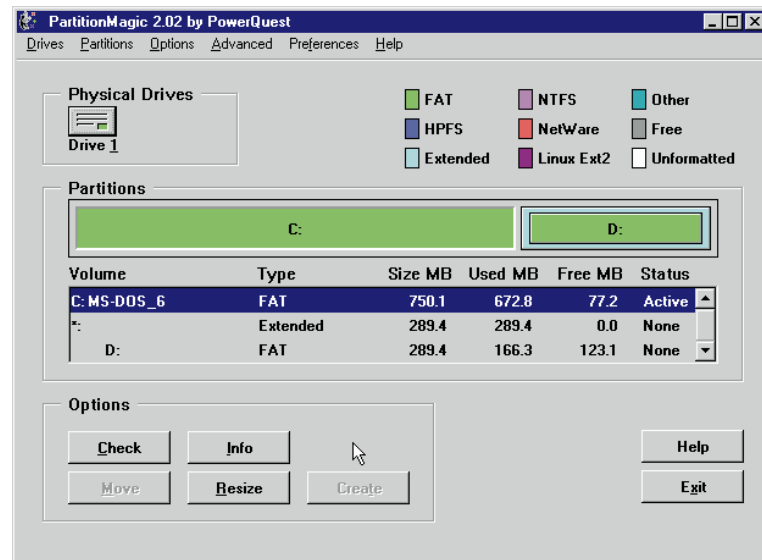 PartitionMagic 2.02 by PowerQuest
Drives Partitions Options Advanced Preferences Help
Physical Drives
Drive 1
FAT NTFS Other
HPFS NetWare Free
Extended Linux Ext2 Unformatted
Partitions
C: D:
Volume Type Size MB Used MB Free MB Status
C: MS-DOS_6 FAT 750.1 672.8 77.2 Active
*: Extended 289.4 289.4 0.0 None
D: FAT 289.4 166.3 123.1 None
Options
Check Info Help
Move Resize Create Exit